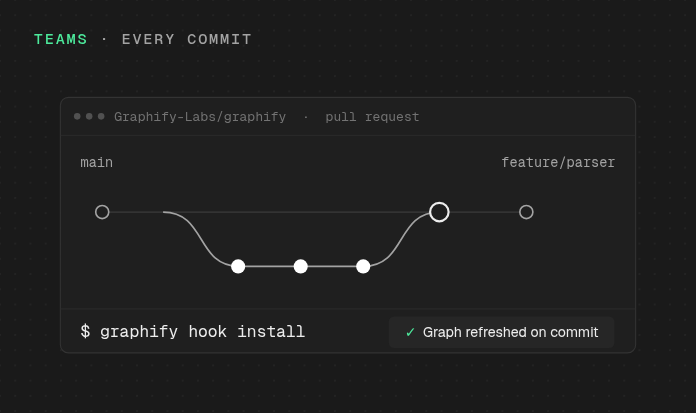 TEAMS · EVERY COMMIT
Graphify-Labs/graphify · pull request
main
feature/parser
$ graphify hook install
✓ Graph refreshed on commit